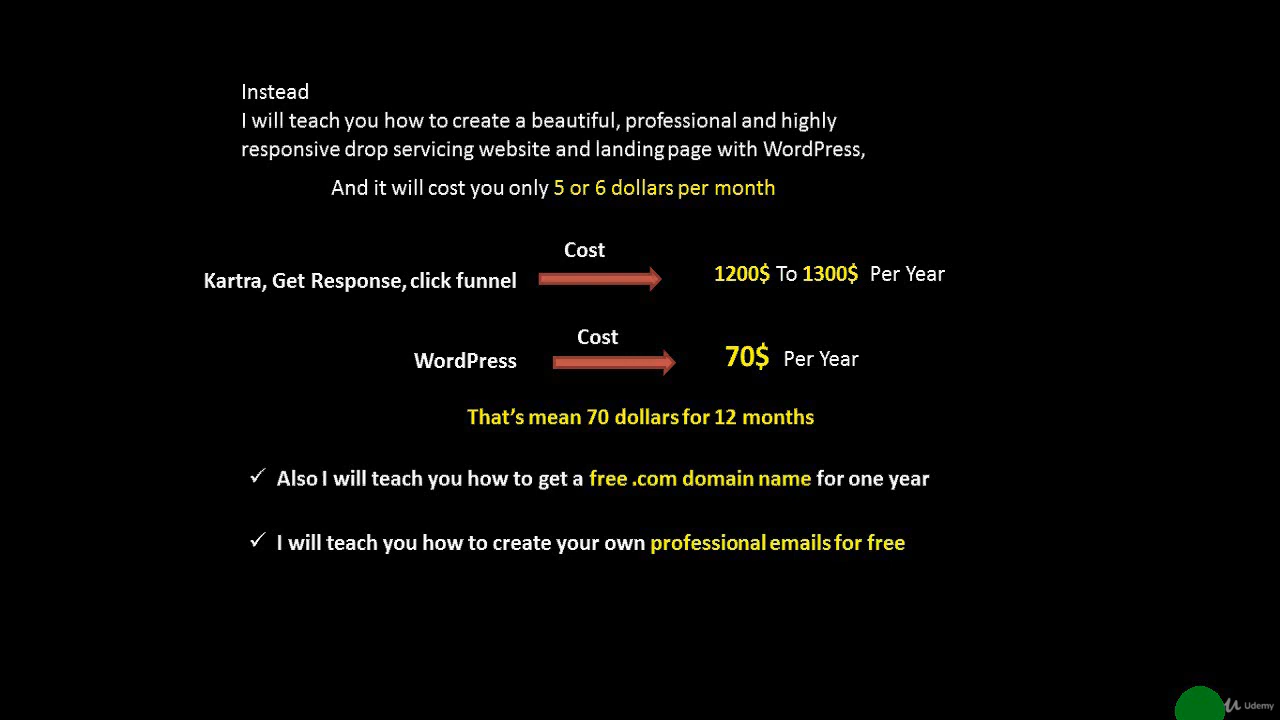 Instead
I will teach you how to create a beautiful, professional and highly
responsive drop servicing website and landing page with WordPress,
And it will cost you only 5 or 6 dollars per month
Cost
Kartra, Get Response, click funnel
1200$ To 1300$ Per Year
Cost
WordPress
70$ Per Year
That’s mean 70 dollars for 12 months
✓ Also I will teach you how to get a free .com domain name for one year
✓ I will teach you how to create your own professional emails for free
Udemy